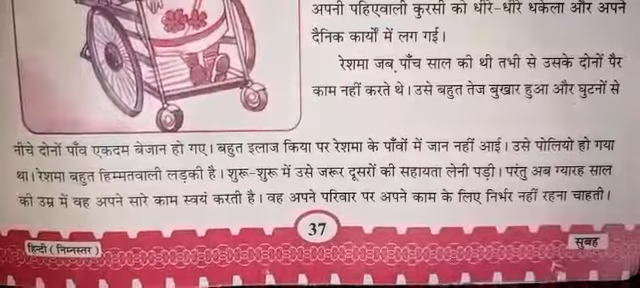 अपनी पहिएवाली कुरसी को धीरे-धीरे धकेला और अपने
दैनिक कार्यों में लग गई।
रेशमा जब पाँच साल की थी तभी से उसके दोनों पैर
काम नहीं करते थे। उसे बहुत तेज बुखार हुआ और घुटनों से
नीचे दोनों पाँव एकदम बेजान हो गए। बहुत इलाज किया पर रेशमा के पाँवों में जान नहीं आई। उसे पोलियो हो गया
था। रेशमा बहुत हिम्मतवाली लड़की है। शुरू-शुरू में उसे जरूर दूसरों की सहायता लेनी पड़ी। परंतु अब ग्यारह साल
की उम्र में वह अपने सारे काम स्वयं करती है। वह अपने परिवार पर अपने काम के लिए निर्भर नहीं रहना चाहती।
37
हिन्दी (निम्नस्तर)
सुबह